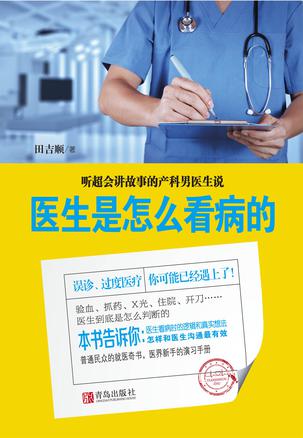 田吉顺/著
听超会讲故事的产科男医生说
医生是怎么看病的
误诊、过度医疗 你可能已经遇上了!
验血、抓药、X光、住院、开刀……
医生到底是怎么判断的
本书告诉你:医生看病时的逻辑和真实想法
怎样和医生沟通最有效
普通民众的就医奇书,医界新手的演习手册
青岛出版社